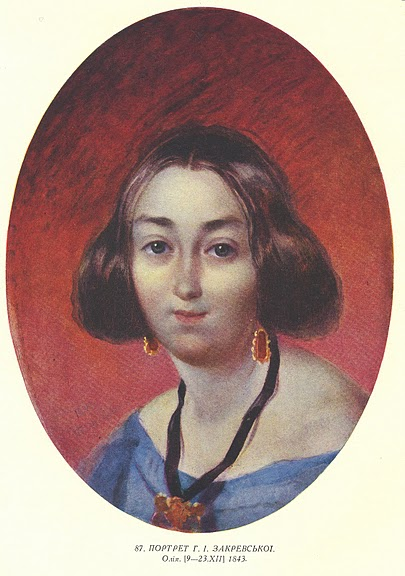 87. ПОРТРЕТ Г. І. ЗАКРЕВСЬКОЇ.
Олія. [9—23.XII] 1843.